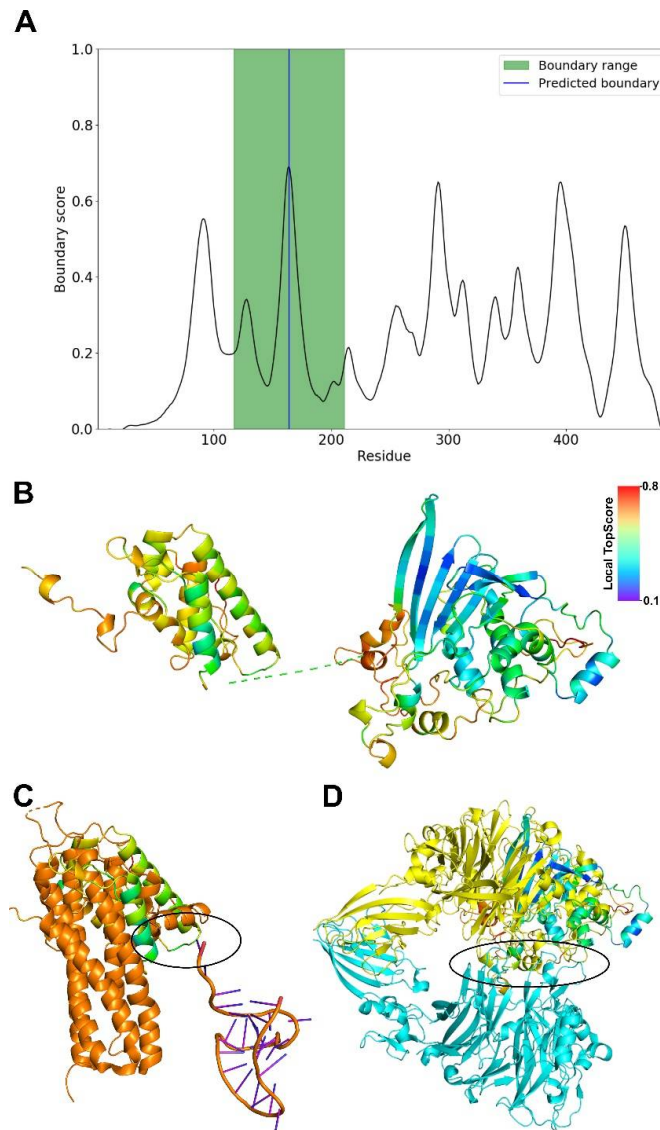 A
1.0
0.8
0.6
0.4
0.2
0.0
Boundary score
Boundary range
Predicted boundary
100
200
300
400
Residue
B
Local TopScore
0.8
0.1
C
D